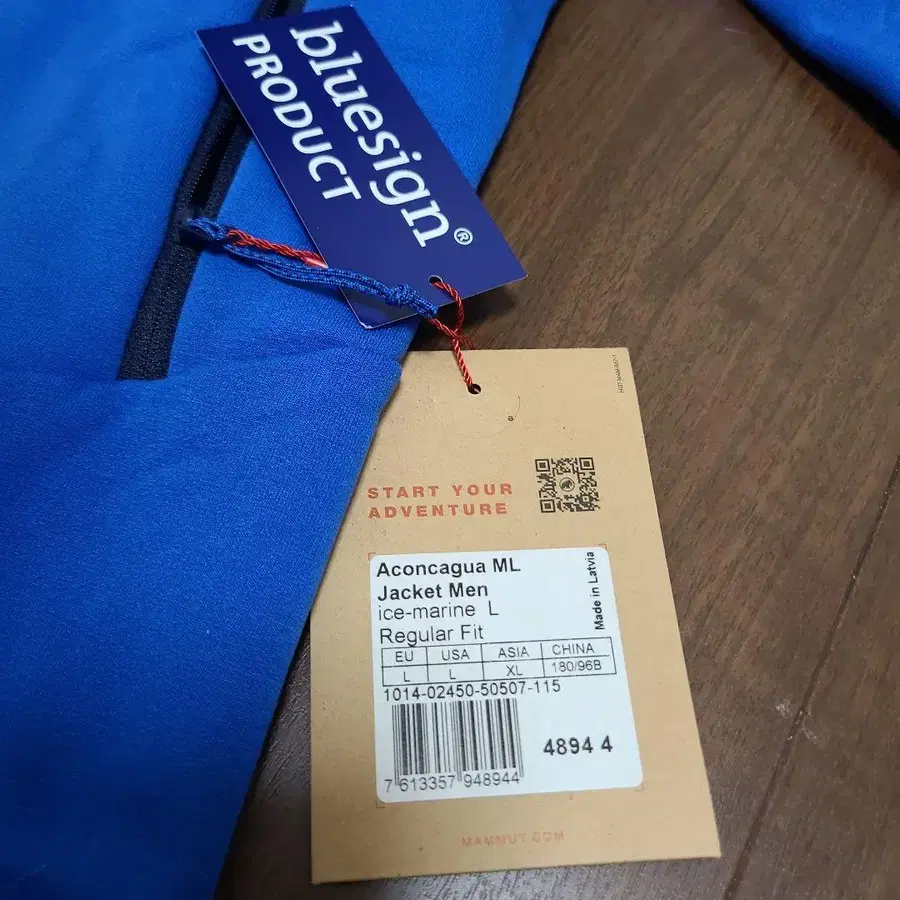 bluesign®
PRODUCT
START YOUR
ADVENTURE
Aconcagua ML
Jacket Men
ice-marine L
Regular Fit
Made in Latvia
EU USA ASIA CHINA
L L XL 180/96B
1014-02450-50507-115
4894 4
7 613357 948944
MAMMUT.COM